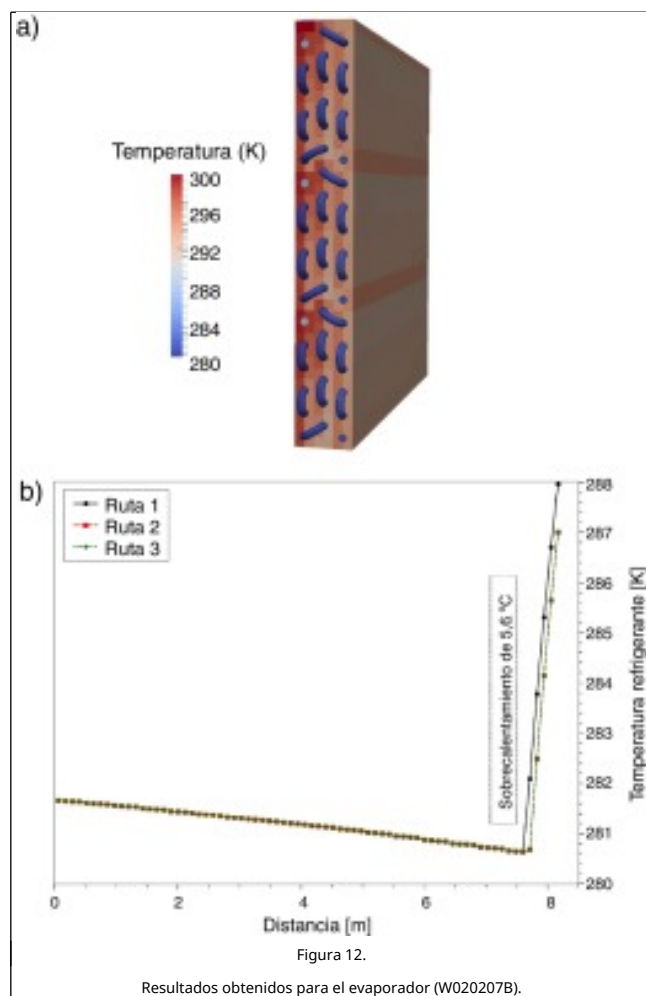 a)
Temperatura (K)
300
296
292
288
284
280
b)
Ruta 1
Ruta 2
Ruta 3
Sobrecalentamiento de 5,6 ºC
288
287
286
285
284
283
282
281
280
Temperatura refrigerante [K]
0 2 4 6 8
Distancia [m]
Figura 12.
Resultados obtenidos para el evaporador (W020207B).